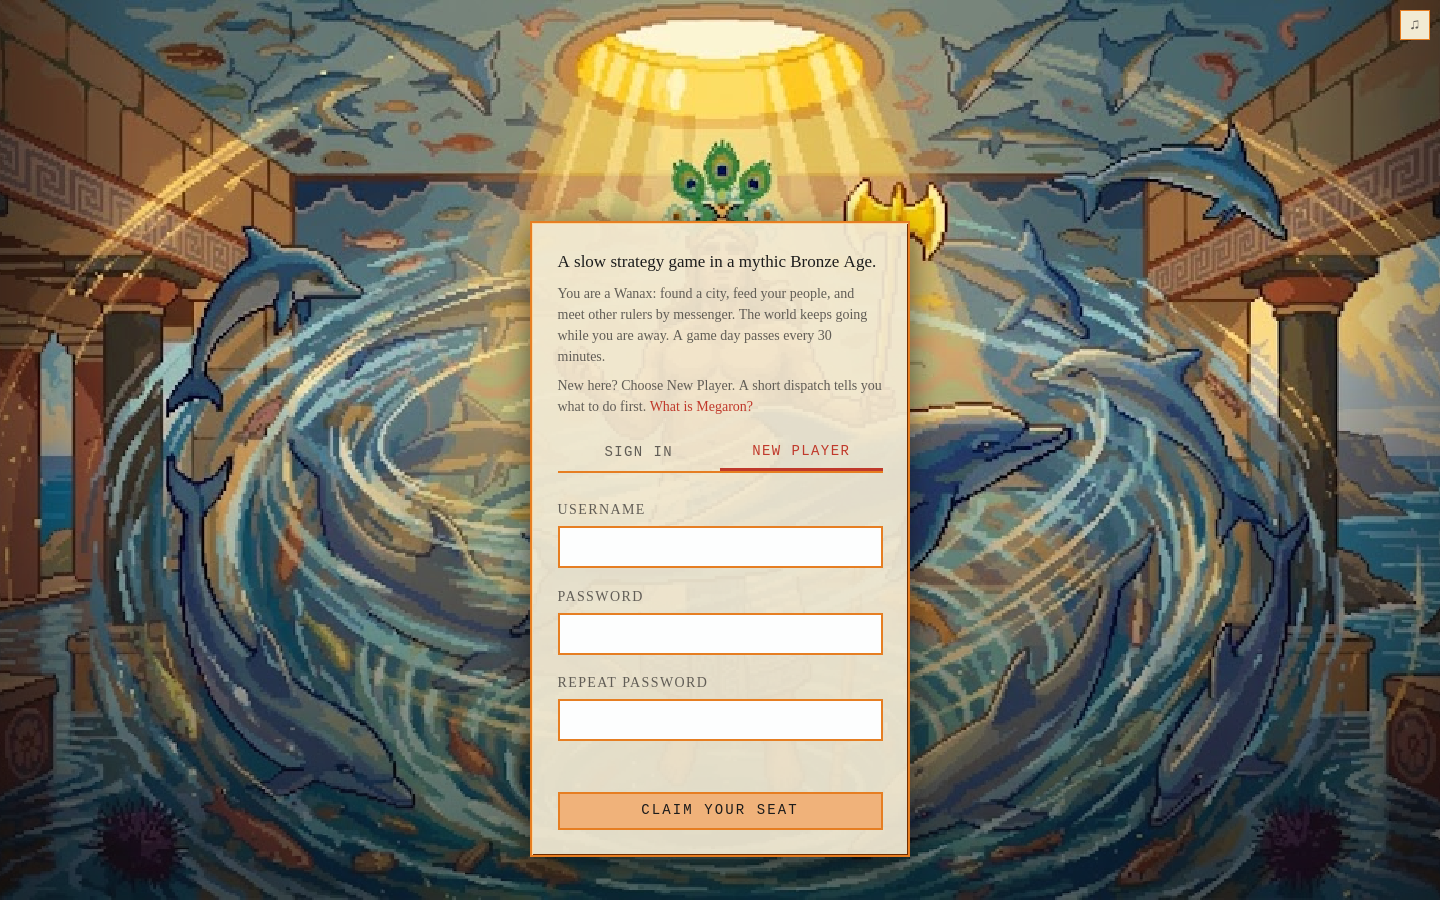 ♫
A slow strategy game in a mythic Bronze Age.
You are a Wanax: found a city, feed your people, and
meet other rulers by messenger. The world keeps going
while you are away. A game day passes every 30
minutes.
New here? Choose New Player. A short dispatch tells you
what to do first. What is Megaron?
SIGN IN
NEW PLAYER
USERNAME
PASSWORD
REPEAT PASSWORD
CLAIM YOUR SEAT